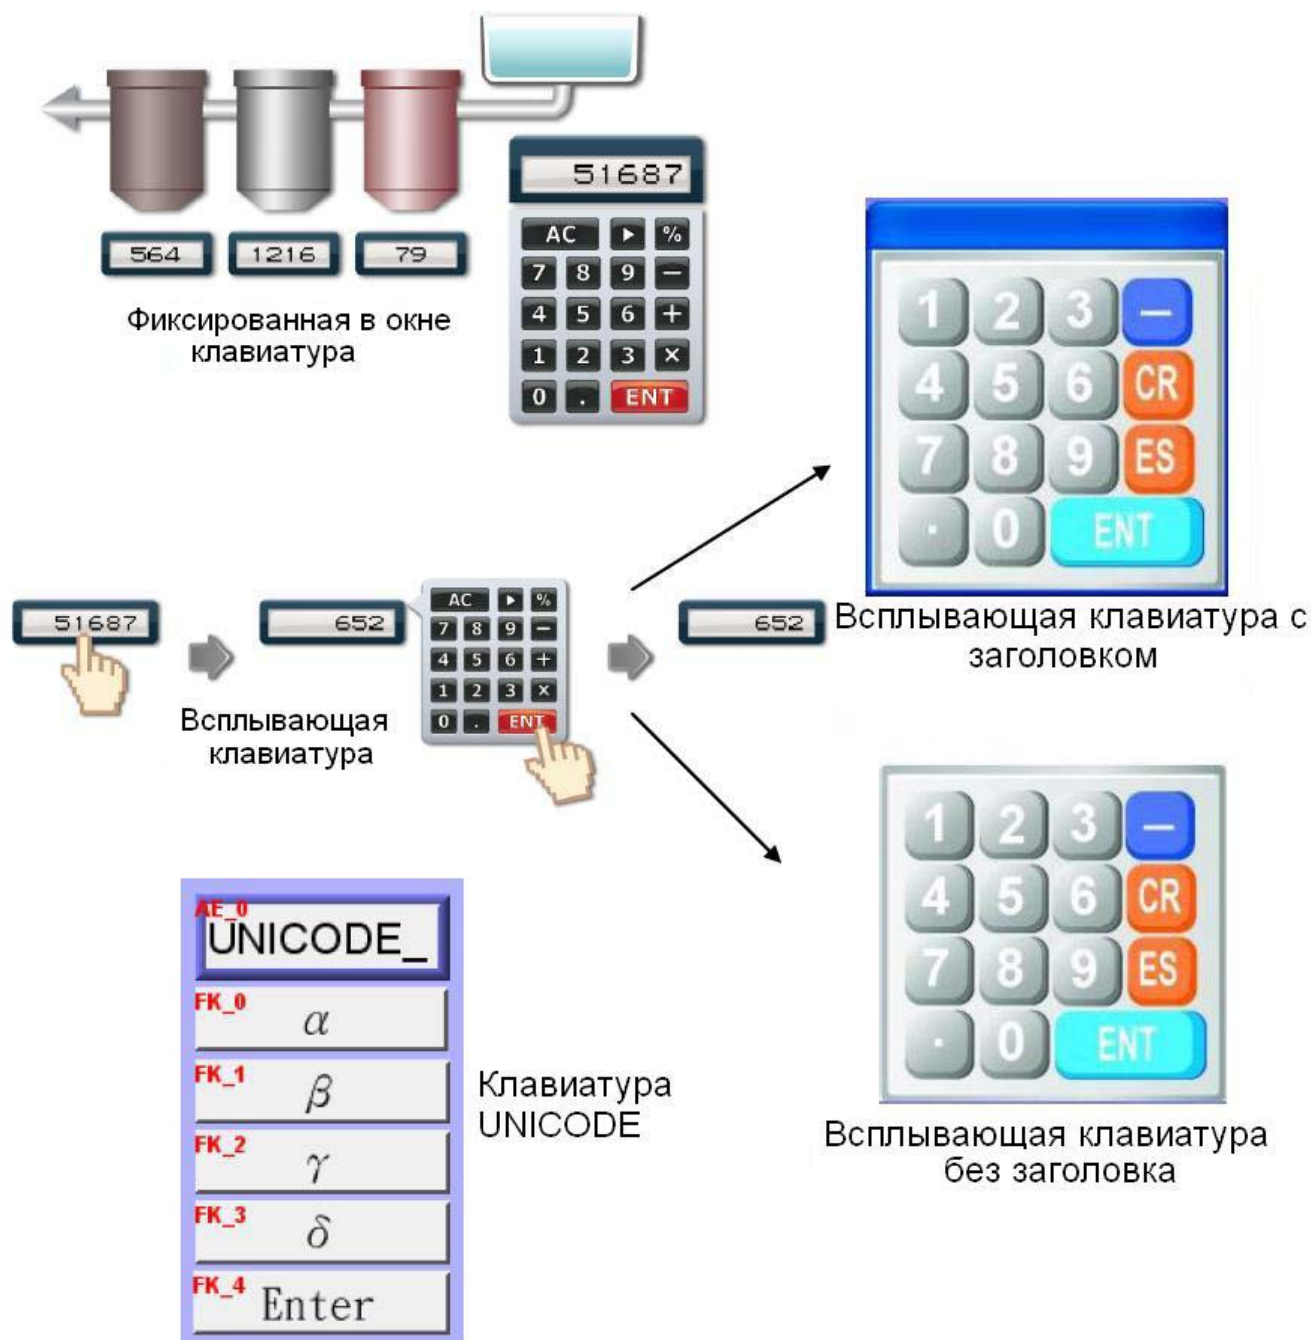 51687
AC ▶ %
7 8 9 −
4 5 6 +
1 2 3 ×
0 . ENT
564 1216 79
Фиксированная в окне
клавиатура
1 2 3 −
4 5 6 CR
7 8 9 ES
. 0 ENT
Всплывающая клавиатура с
заголовком
51687
652
AC ▶ %
7 8 9 −
4 5 6 +
1 2 3 ×
0 . ENT
652
Всплывающая
клавиатура
1 2 3 −
4 5 6 CR
7 8 9 ES
. 0 ENT
Всплывающая клавиатура
без заголовка
AE_0
UNICODE_
FK_0
α
FK_1
β
FK_2
γ
FK_3
δ
FK_4
Enter
Клавиатура
UNICODE